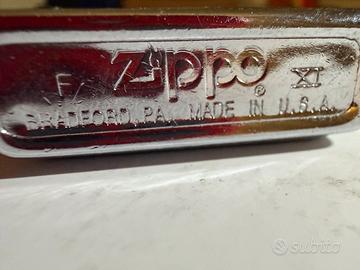 F Zippo ® XI
BRADFORD, PA. MADE IN U.S.A.
subito